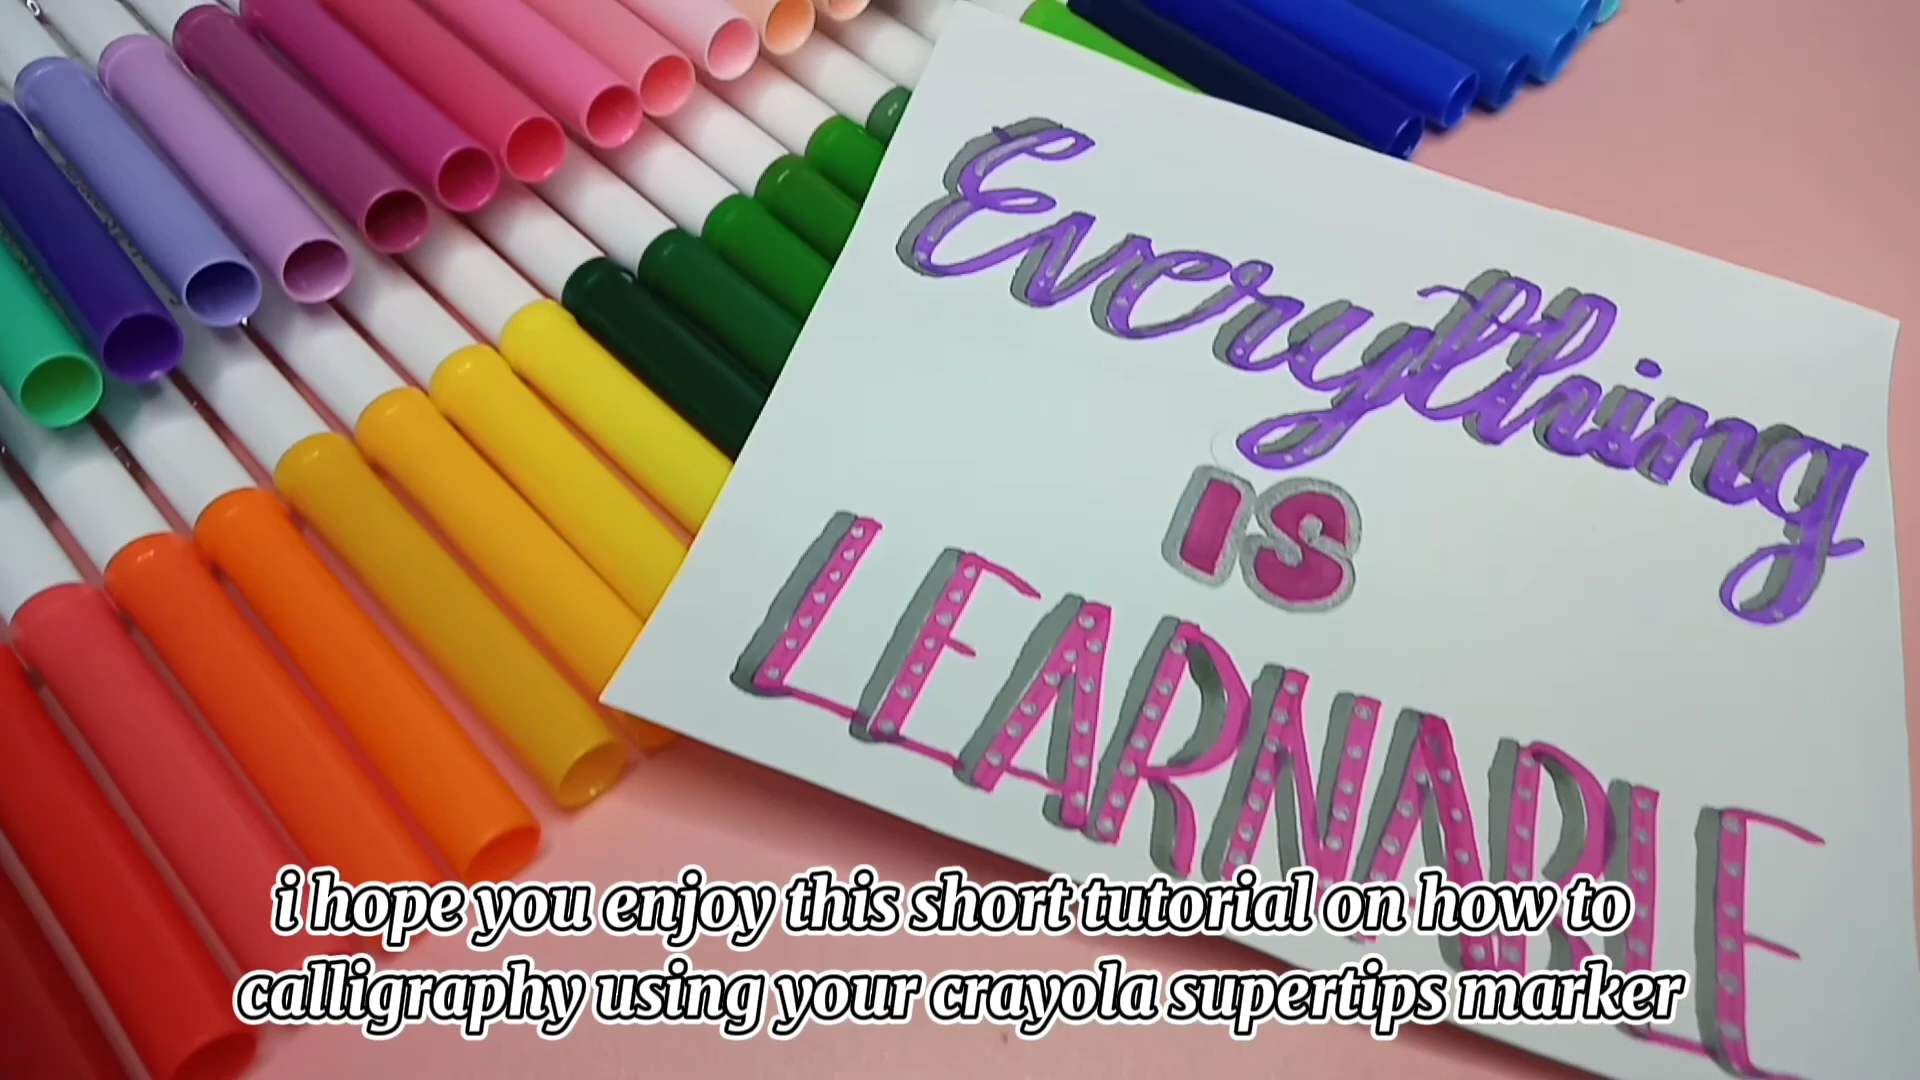 Everything
IS
LEARNABLE
i hope you enjoy this short tutorial on how to
calligraphy using your crayola supertips marker